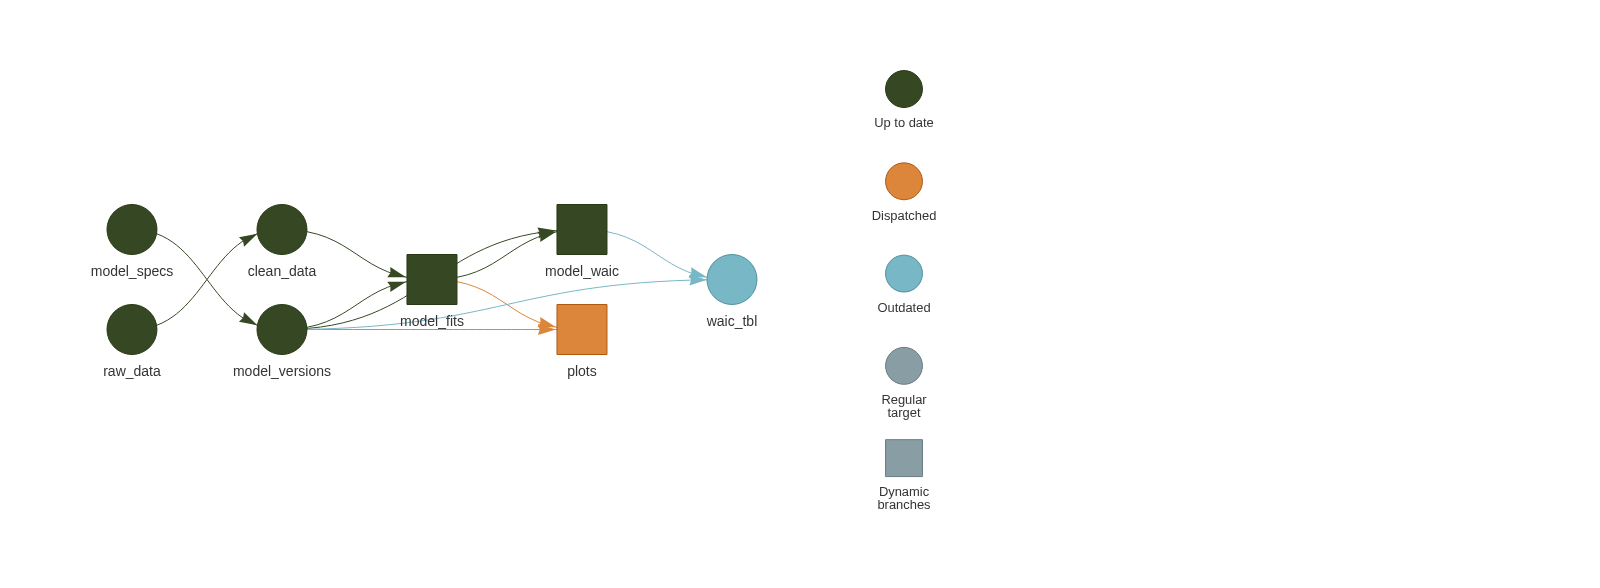 model_specs
clean_data
model_waic
raw_data
model_versions
model_fits
plots
waic_tbl
Up to date
Dispatched
Outdated
Regular
target
Dynamic
branches